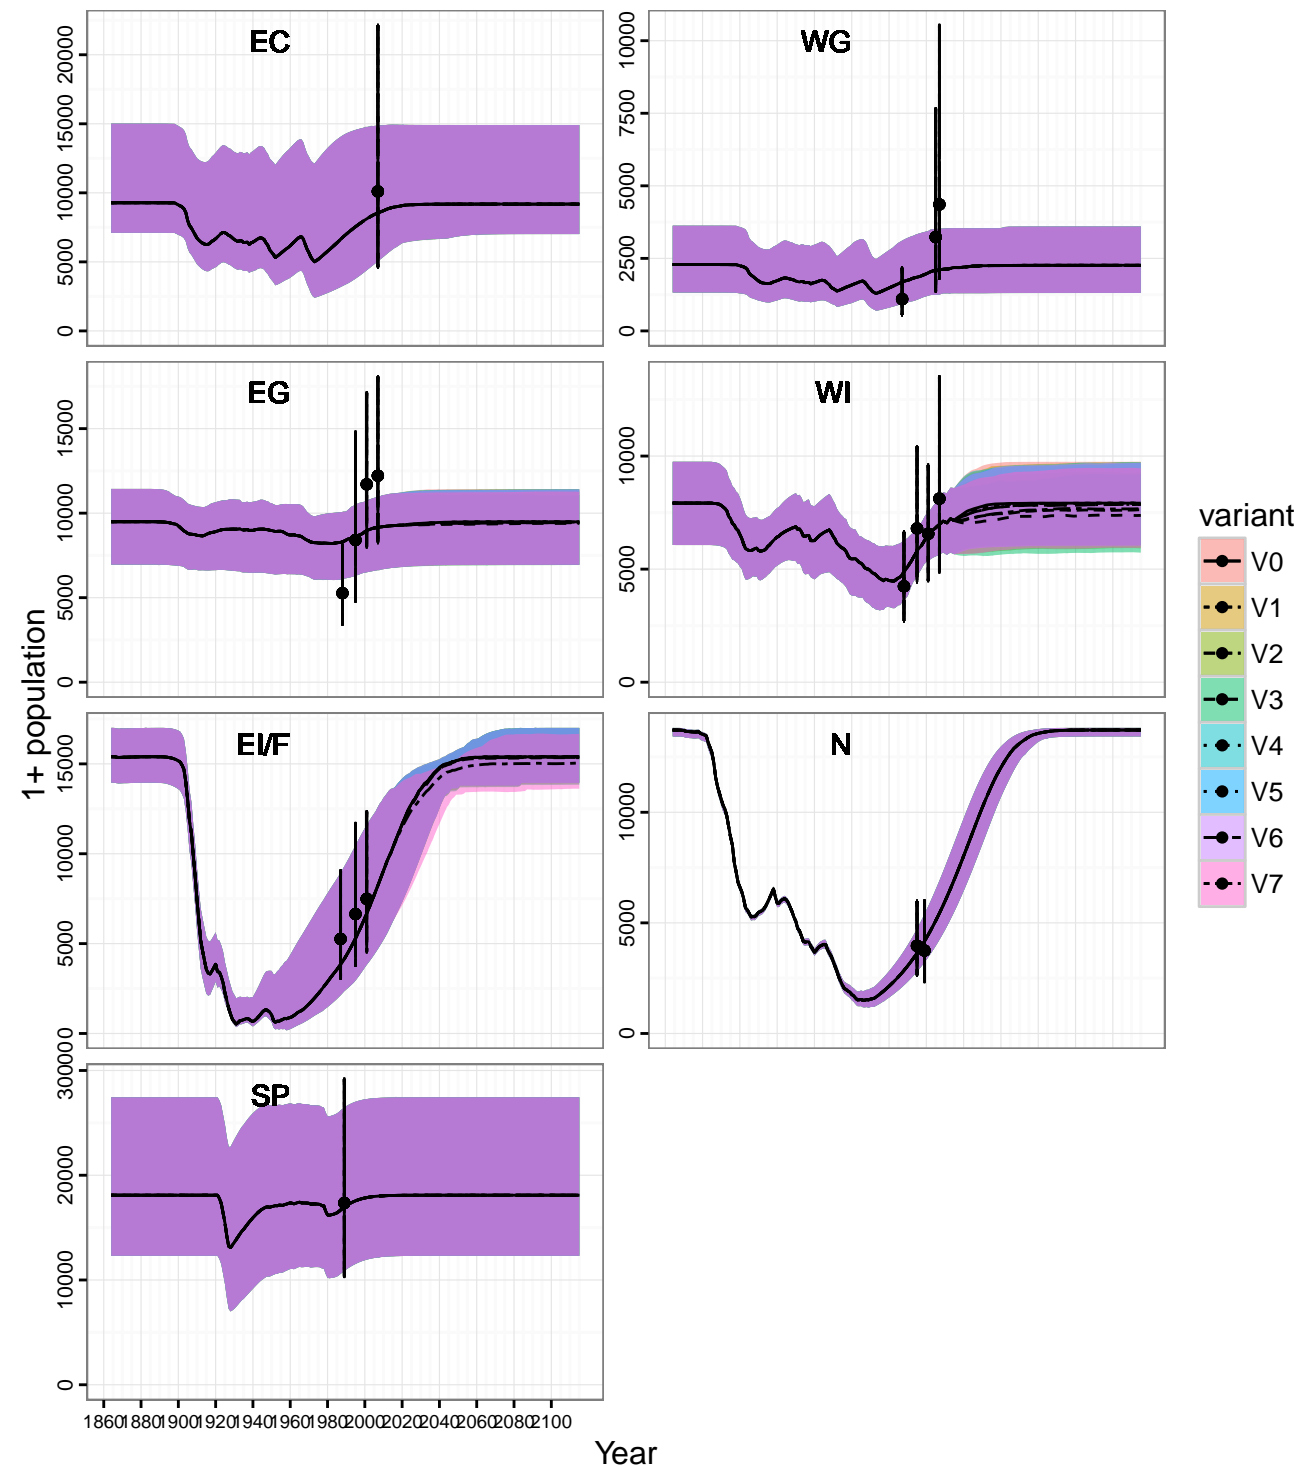 EC
0 5000 10000 15000 20000
WG
0 2500 5000 7500 10000
EG
0 5000 10000 15000
WI
0 5000 10000
EI/F
0 5000 10000 15000
N
0 5000 10000
SP
0 10000 20000 30000
1+ population
1860 1880 1900 1920 1940 1960 1980 2000 2020 2040 2060 2080 2100
Year
variant
V0
V1
V2
V3
V4
V5
V6
V7